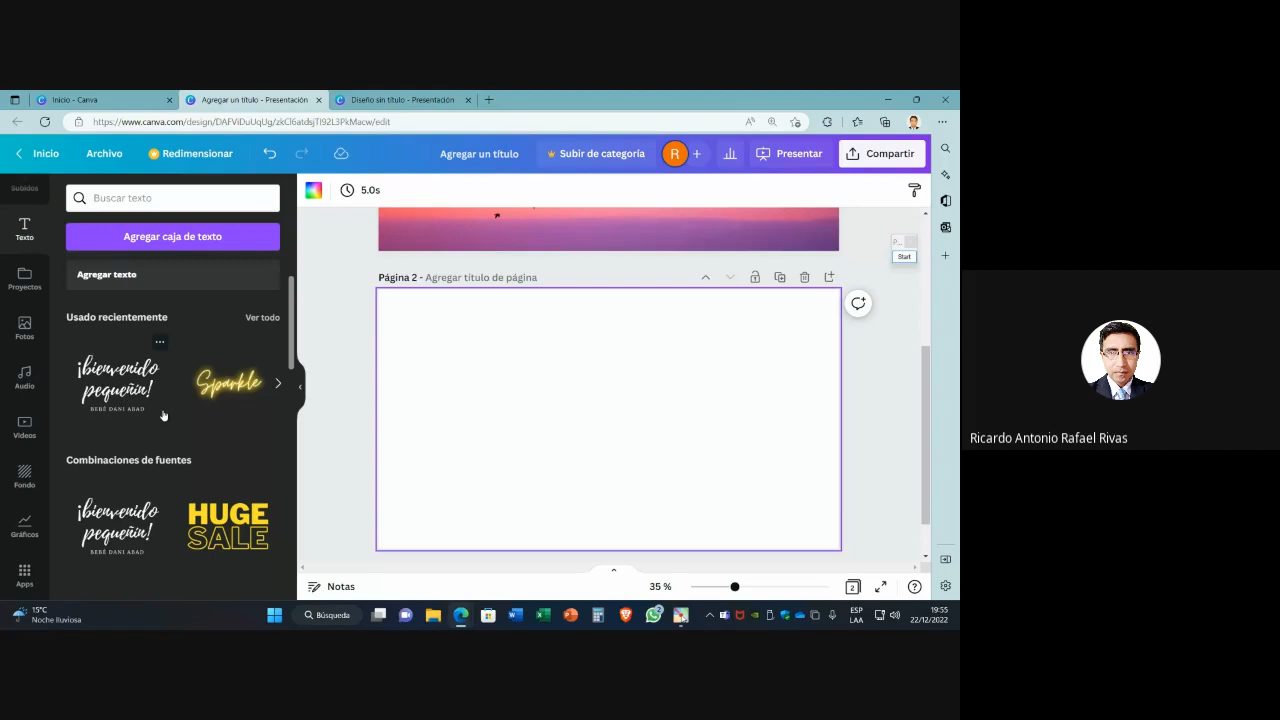 Inicio - Canva
Agregar un título - Presentación
Diseño sin título - Presentación
https://www.canva.com/design/DAFViDuUqUg/zkCl6atdsjTI92L3PkMacw/edit
Inicio
Archivo
Redimensionar
Agregar un título
Subir de categoría
R
Presentar
Compartir
Subidos
Texto
Proyectos
Fotos
Audio
Videos
Fondo
Gráficos
Apps
Buscar texto
Agregar caja de texto
Agregar texto
Usado recientemente
Ver todo
¡bienvenido
pequeñín!
BEBÉ DANI ABAD
Sparkle
Combinaciones de fuentes
¡bienvenido
pequeñín!
BEBÉ DANI ABAD
HUGE
SALE
5.0s
Página 2 - Agregar título de página
P...
Start
Notas
35 %
2
15°C
Noche lluviosa
Búsqueda
ESP
LAA
19:55
22/12/2022
Ricardo Antonio Rafael Rivas